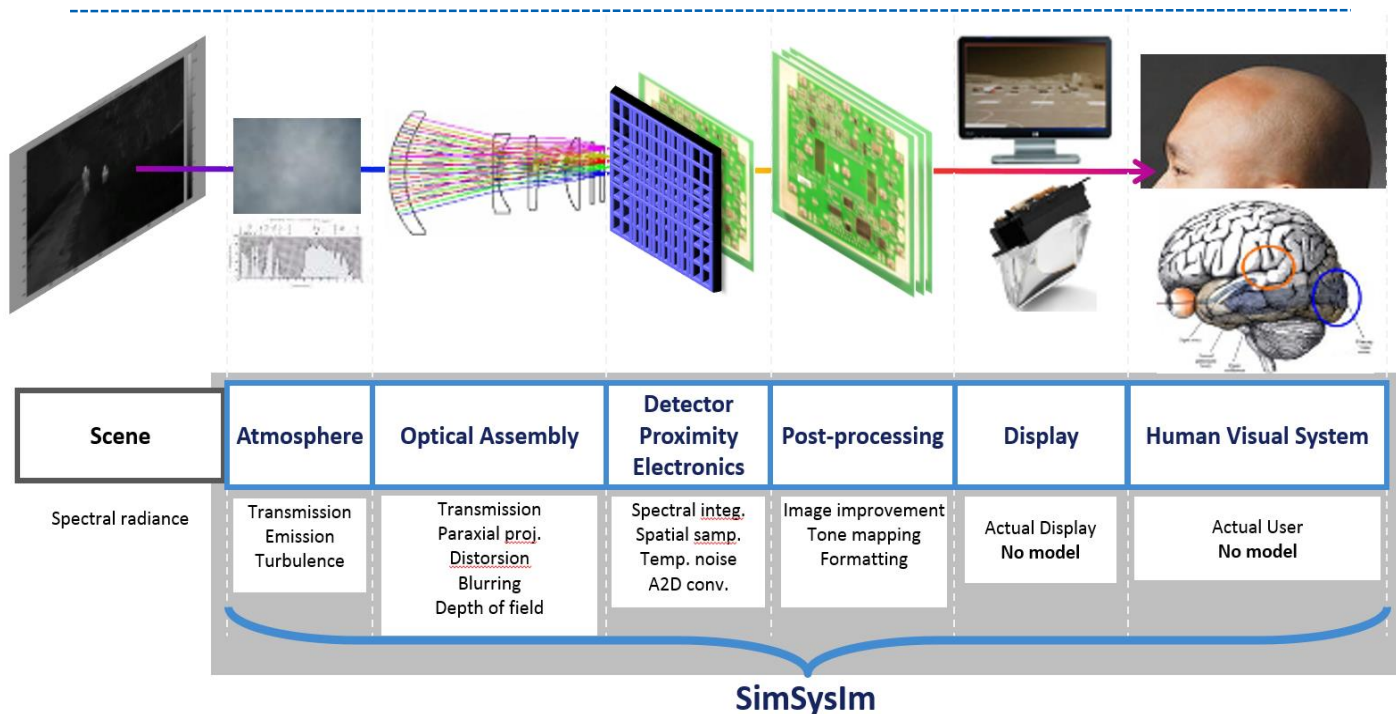 Scene
Atmosphere
Optical Assembly
Detector
Proximity
Electronics
Post-processing
Display
Human Visual System
Spectral radiance
Transmission
Emission
Turbulence
Transmission
Paraxial proj.
Distorsion
Blurring
Depth of field
Spectral integ.
Spatial samp.
Temp. noise
A2D conv.
Image improvement
Tone mapping
Formatting
Actual Display
No model
Actual User
No model
SimSysIm